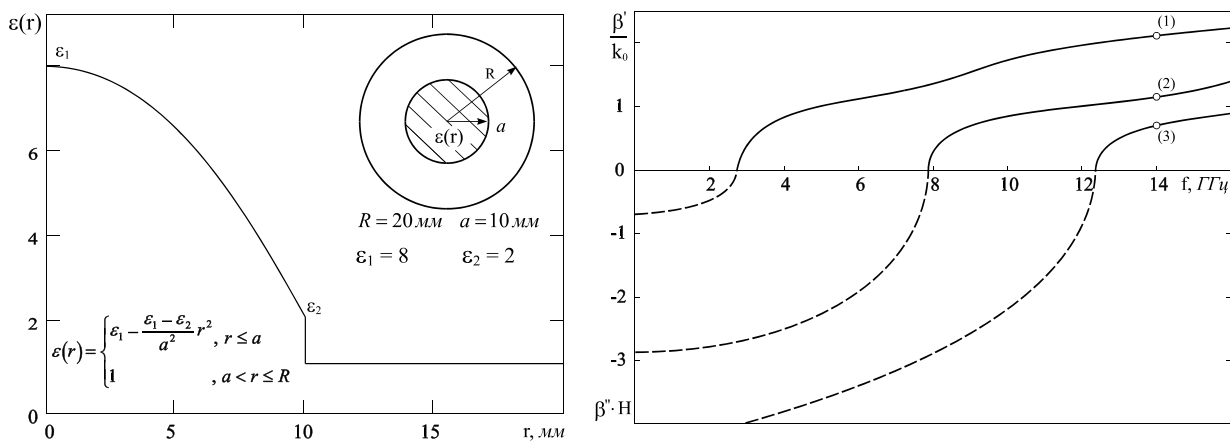 ε(r)
ε₁
6
4
2
0
0
5
10
15
r, мм
ε₂
R
a
ε(r)
R = 20 мм a = 10 мм
ε₁ = 8 ε₂ = 2
ε(r) = { ε₁ − (ε₁ − ε₂)/a² r² , r ≤ a
1 , a < r ≤ R
β'/k₀
1
0
-1
-2
-3
β''·H
2
4
6
8
10
12
14
f, ГГц
(1)
(2)
(3)